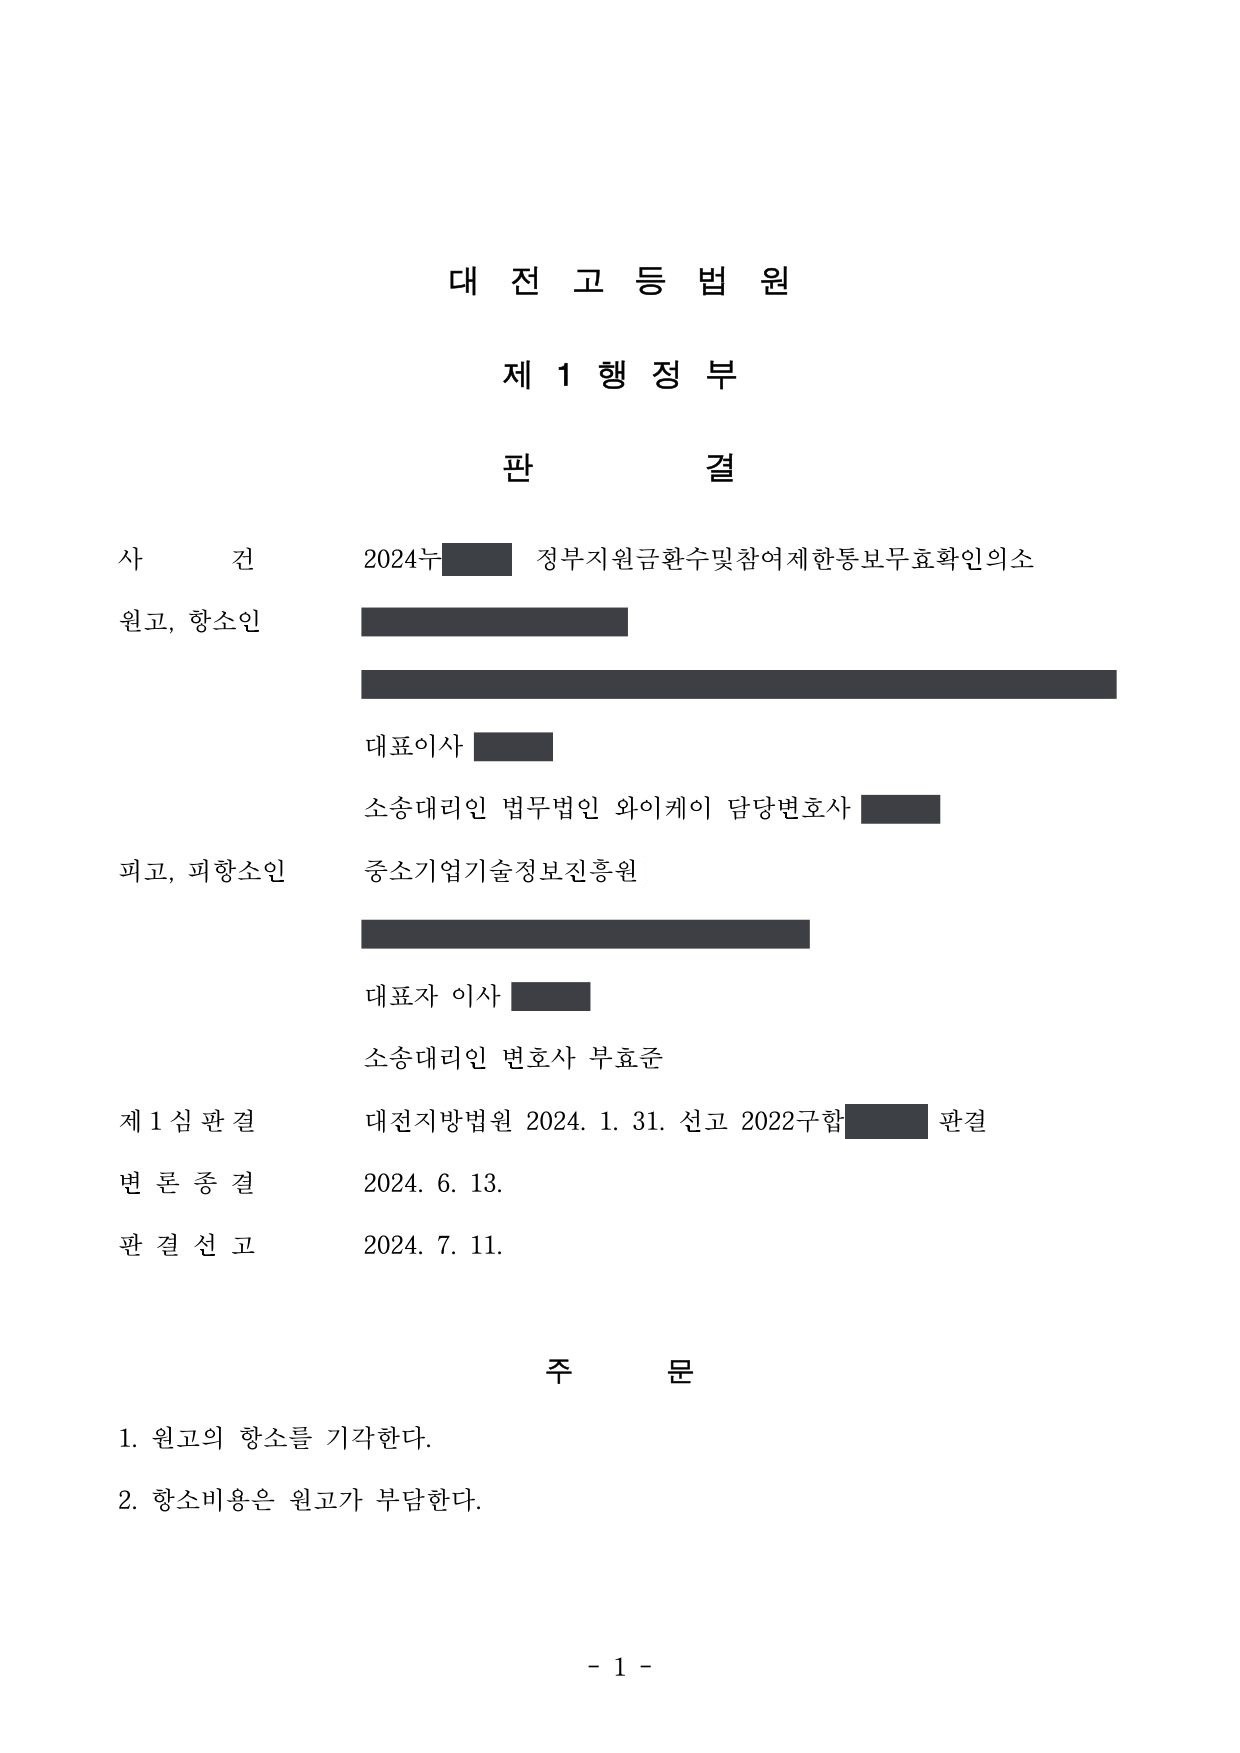 대 전 고 등 법 원
제 1 행 정 부
판 결
사 건 2024누 정부지원금환수및참여제한통보무효확인의소
원고, 항소인
대표이사
소송대리인 법무법인 와이케이 담당변호사
피고, 피항소인 중소기업기술정보진흥원
대표자 이사
소송대리인 변호사 부효준
제1심판결 대전지방법원 2024. 1. 31. 선고 2022구합 판결
변 론 종 결 2024. 6. 13.
판 결 선 고 2024. 7. 11.
주 문
1. 원고의 항소를 기각한다.
2. 항소비용은 원고가 부담한다.
- 1 -